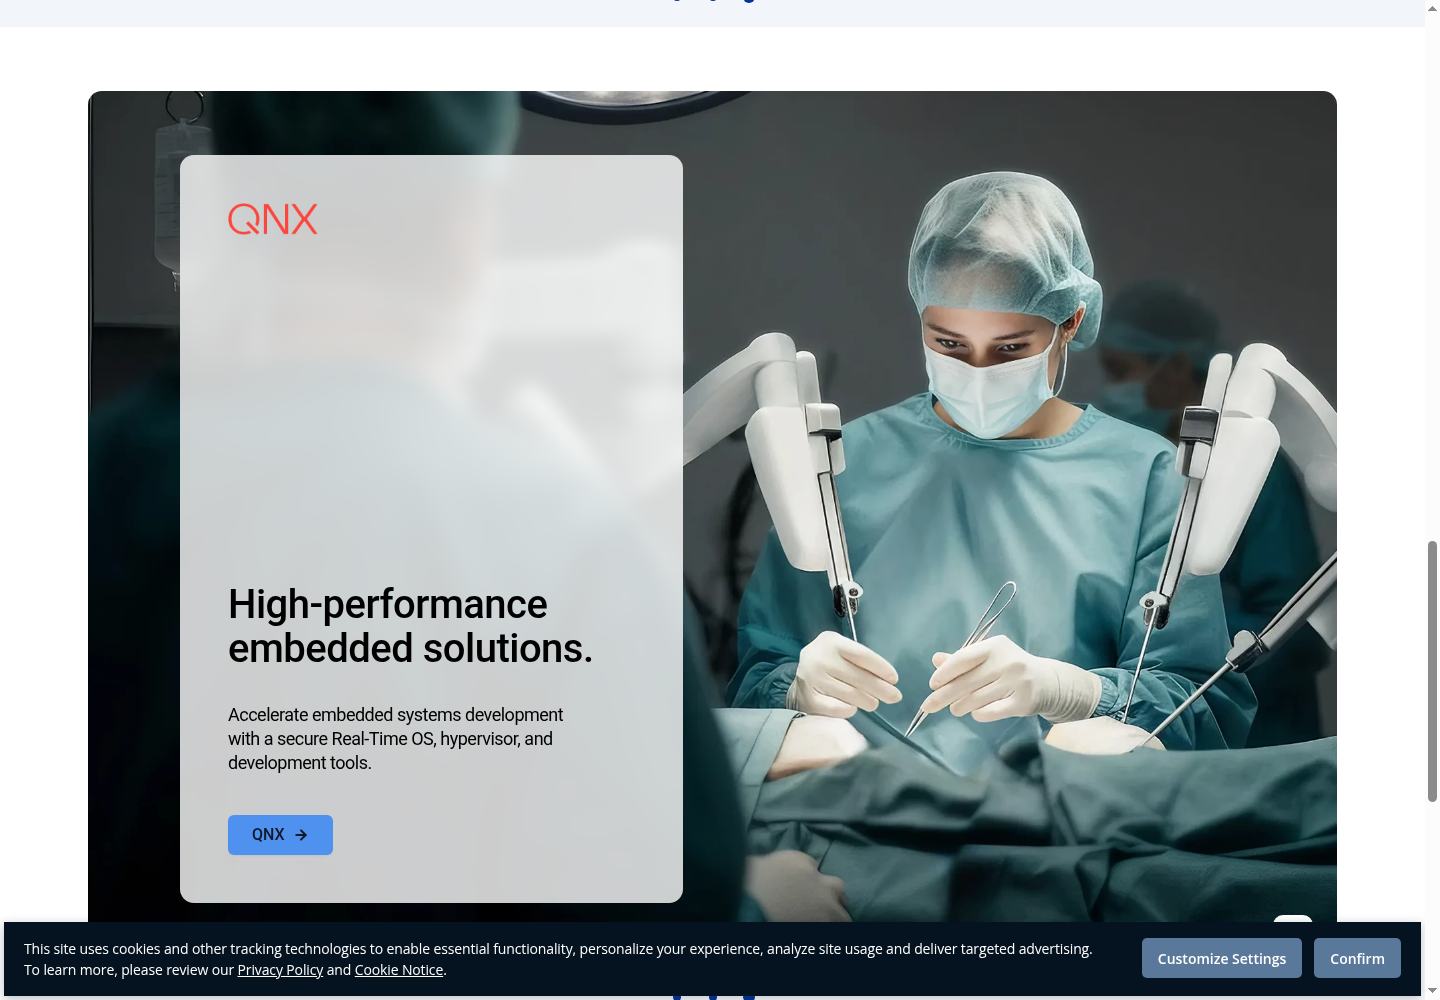 QNX
High-performance
embedded solutions.
Accelerate embedded systems development
with a secure Real-Time OS, hypervisor, and
development tools.
QNX →
This site uses cookies and other tracking technologies to enable essential functionality, personalize your experience, analyze site usage and deliver targeted advertising.
To learn more, please review our Privacy Policy and Cookie Notice.
Customize Settings
Confirm